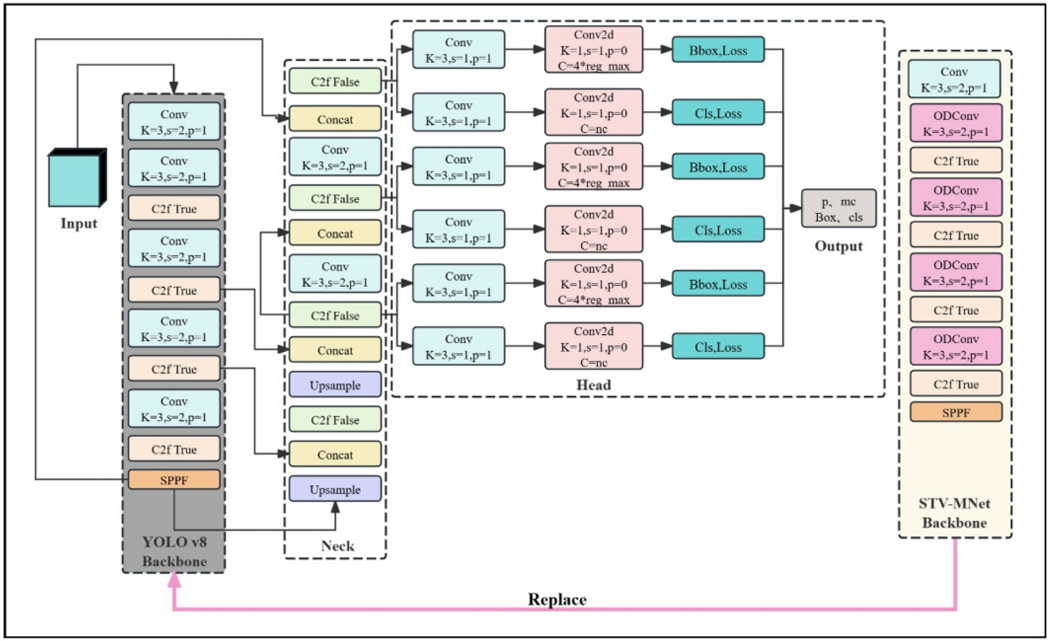 Input
Conv
K=3,s=2,p=1
Conv
K=3,s=2,p=1
C2f True
Conv
K=3,s=2,p=1
C2f True
Conv
K=3,s=2,p=1
C2f True
Conv
K=3,s=2,p=1
C2f True
SPPF
YOLO v8
Backbone
C2f False
Concat
Conv
K=3,s=2,p=1
C2f False
Concat
Conv
K=3,s=2,p=1
C2f False
Concat
Upsample
C2f False
Concat
Upsample
Neck
Conv
K=3,s=1,p=1
Conv2d
K=1,s=1,p=0
C=4*reg_max
Bbox,Loss
Conv
K=3,s=1,p=1
Conv2d
K=1,s=1,p=0
C=nc
Cls,Loss
Conv
K=3,s=1,p=1
Conv2d
K=1,s=1,p=0
C=4*reg_max
Bbox,Loss
Conv
K=3,s=1,p=1
Conv2d
K=1,s=1,p=0
C=nc
Cls,Loss
Conv
K=3,s=1,p=1
Conv2d
K=1,s=1,p=0
C=4*reg_max
Bbox,Loss
Conv
K=3,s=1,p=1
Conv2d
K=1,s=1,p=0
C=nc
Cls,Loss
Head
p、mc
Box、cls
Output
Conv
K=3,s=2,p=1
ODConv
K=3,s=2,p=1
C2f True
ODConv
K=3,s=2,p=1
C2f True
ODConv
K=3,s=2,p=1
C2f True
ODConv
K=3,s=2,p=1
C2f True
SPPF
STV-MNet
Backbone
Replace